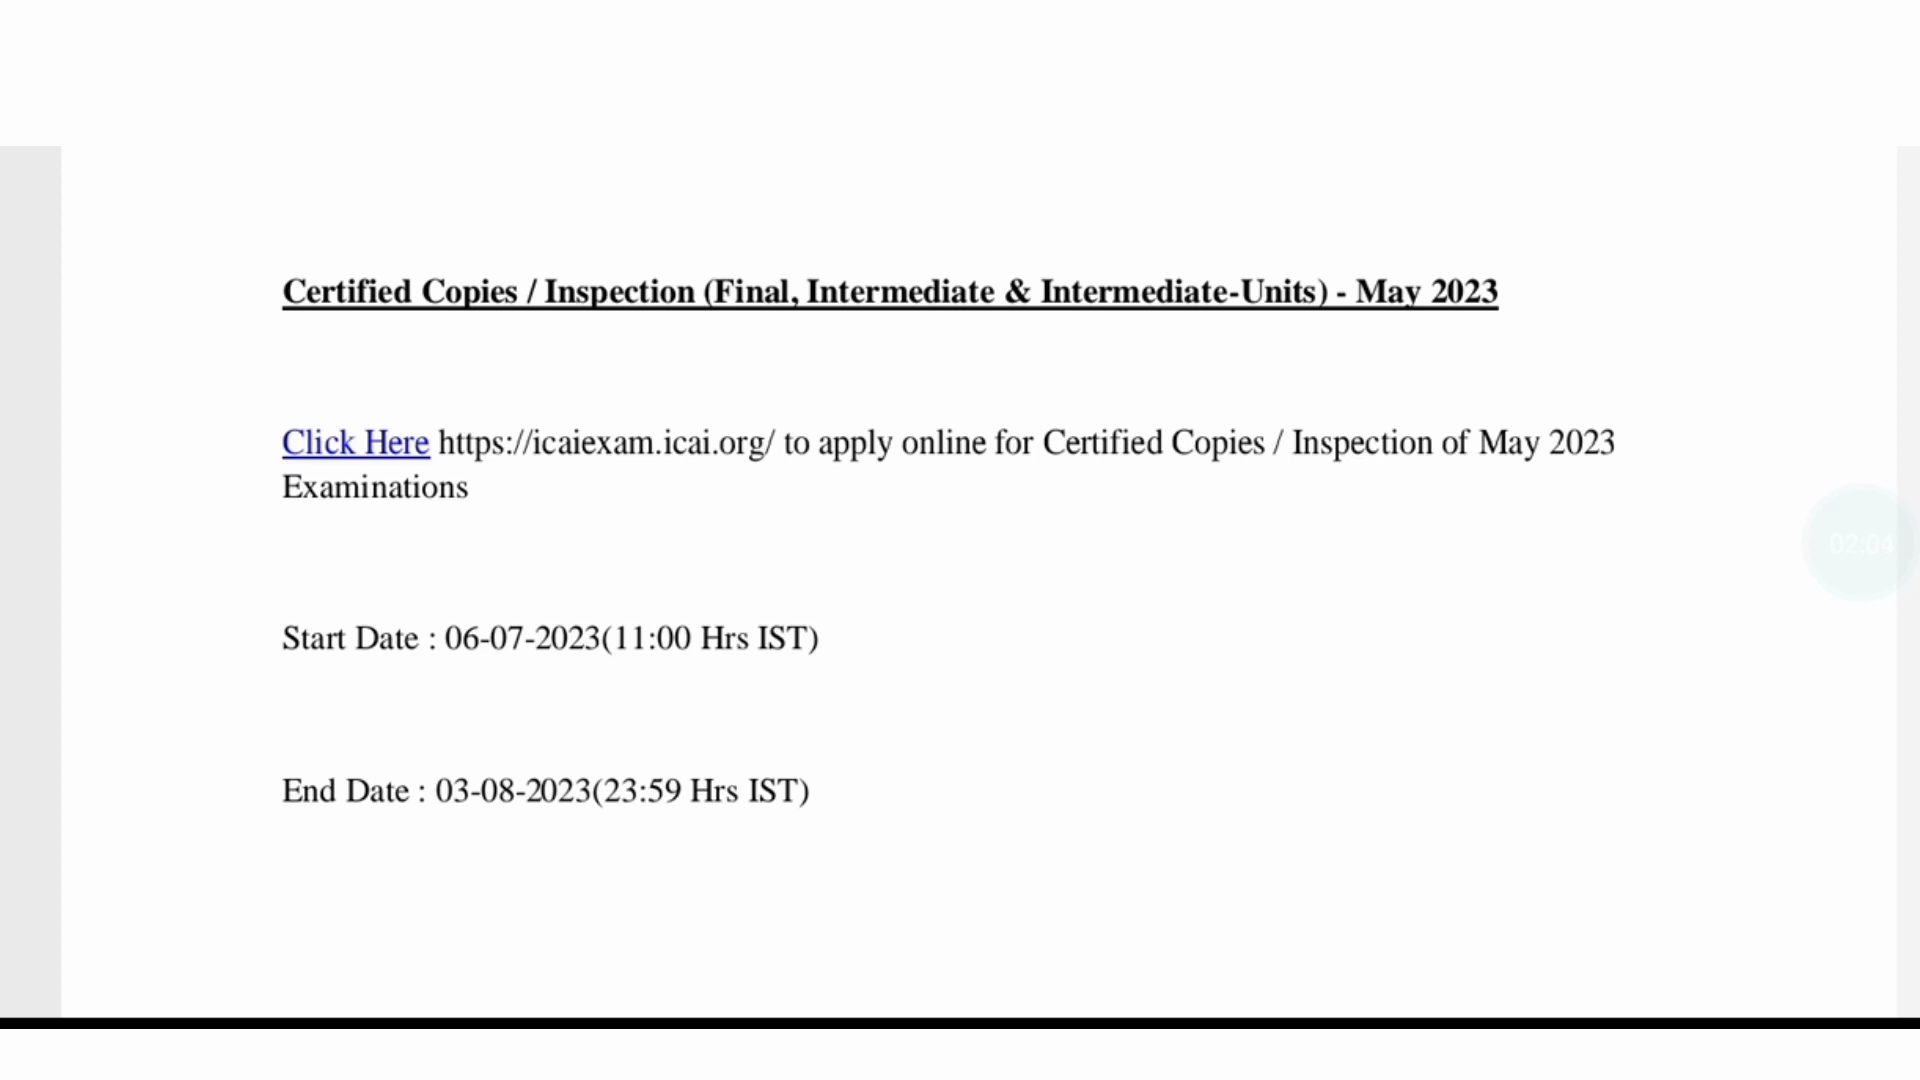 Certified Copies / Inspection (Final, Intermediate & Intermediate-Units) - May 2023
Click Here https://icaiexam.icai.org/ to apply online for Certified Copies / Inspection of May 2023
Examinations
02:04
Start Date : 06-07-2023(11:00 Hrs IST)
End Date : 03-08-2023(23:59 Hrs IST)